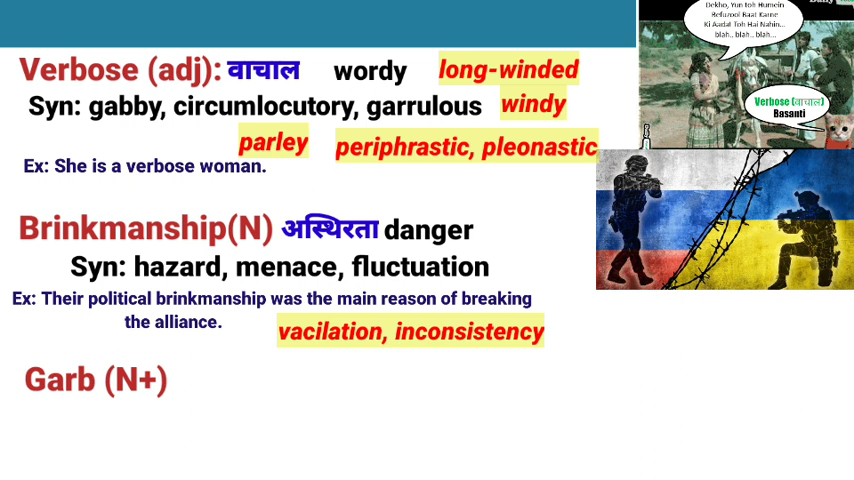 Verbose (adj): वाचाल wordy long-winded
Syn: gabby, circumlocutory, garrulous windy
parley periphrastic, pleonastic
Ex: She is a verbose woman.
Brinkmanship(N) अस्थिरता danger
Syn: hazard, menace, fluctuation
Ex: Their political brinkmanship was the main reason of breaking
the alliance.
vacilation, inconsistency
Garb (N+)
Dekho, Yun toh Humein
Befuzool Baat Karne
Ki Aadat Toh Hai Nahin...
blah.. blah.. blah...
Verbose (वाचाल)
Basanti